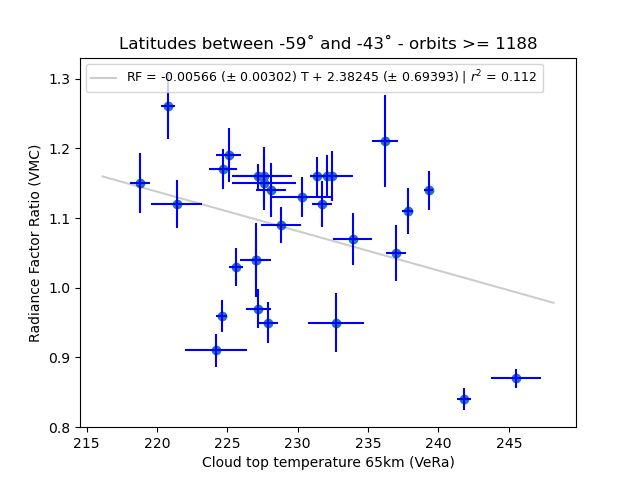 Latitudes between -59˚ and -43˚ - orbits >= 1188
RF = -0.00566 (± 0.00302) T + 2.38245 (± 0.69393) | r² = 0.112
1.3
1.2
1.1
1.0
0.9
0.8
Radiance Factor Ratio (VMC)
215 220 225 230 235 240 245
Cloud top temperature 65km (VeRa)